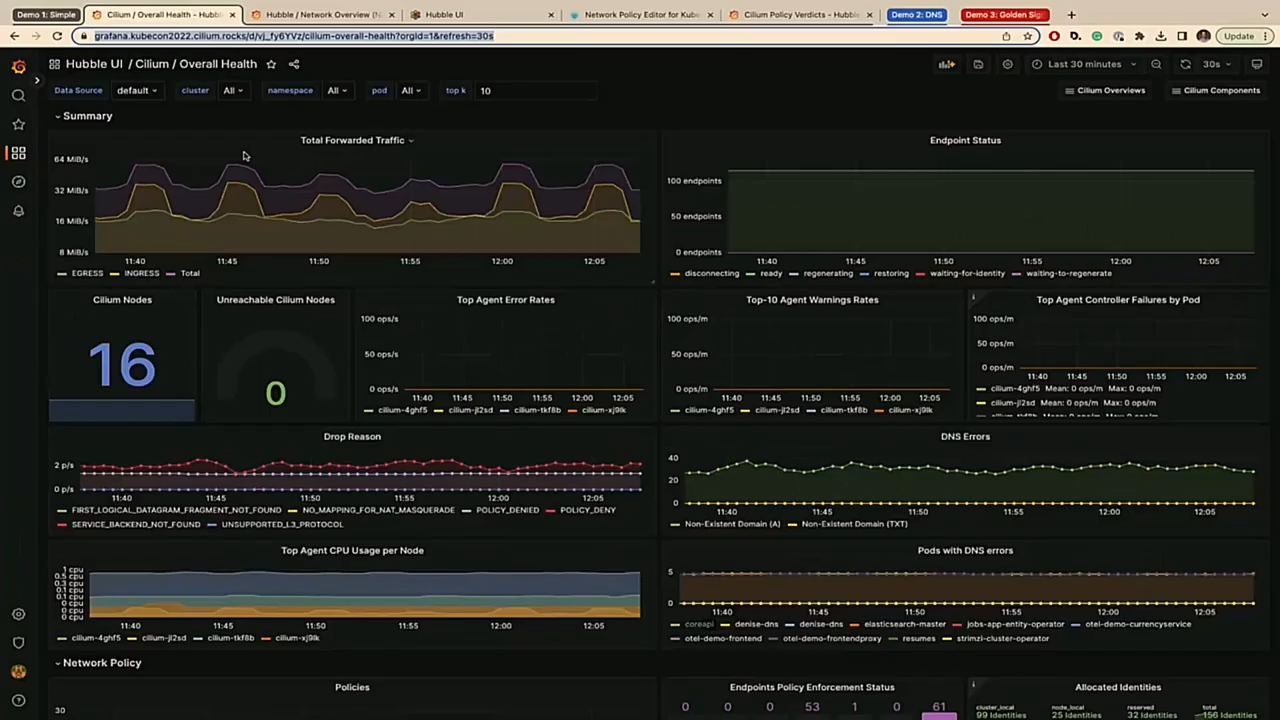 Demo 1: Simple
Cilium / Overall Health - Hubbl
Hubble / Network Overview (N
Hubble UI
Network Policy Editor for Kube
Cilium Policy Verdicts - Hubble
Demo 2: DNS
Demo 3: Golden Sig
grafana.kubecon2022.cilium.rocks/d/vj_fy6YVz/cilium-overall-health?orgId=1&refresh=30s
Update
Hubble UI / Cilium / Overall Health
Last 30 minutes
30s
Data Source default cluster All namespace All pod All top k 10
Cilium Overviews
Cilium Components
Summary
Total Forwarded Traffic
64 MiB/s
32 MiB/s
16 MiB/s
8 MiB/s
11:40 11:45 11:50 11:55 12:00 12:05
EGRESS INGRESS Total
Endpoint Status
100 endpoints
50 endpoints
0 endpoints
11:40 11:45 11:50 11:55 12:00 12:05
disconnecting ready regenerating restoring waiting-for-identity waiting-to-regenerate
Cilium Nodes
16
Unreachable Cilium Nodes
0
Top Agent Error Rates
100 ops/s
50 ops/s
0 ops/s
11:40 11:45 11:50 11:55 12:00 12:05
cilium-4ghf5 cilium-jl2sd cilium-tkf8b cilium-xj9lk
Top-10 Agent Warnings Rates
100 ops/m
50 ops/m
0 ops/m
11:40 11:45 11:50 11:55 12:00 12:05
cilium-4ghf5 cilium-jl2sd cilium-tkf8b cilium-xj9lk
Top Agent Controller Failures by Pod
100 ops/m
50 ops/m
0 ops/m
11:40 11:45 11:50 11:55 12:00 12:05
cilium-4ghf5 Mean: 0 ops/m Max: 0 ops/m
cilium-jl2sd Mean: 0 ops/m Max: 0 ops/m
Drop Reason
2 p/s
0 p/s
11:40 11:45 11:50 11:55 12:00 12:05
FIRST_LOGICAL_DATAGRAM_FRAGMENT_NOT_FOUND NO_MAPPING_FOR_NAT_MASQUERADE POLICY_DENIED POLICY_DENY
SERVICE_BACKEND_NOT_FOUND UNSUPPORTED_L3_PROTOCOL
DNS Errors
40
20
0
11:40 11:45 11:50 11:55 12:00 12:05
Non-Existent Domain (A) Non-Existent Domain (TXT)
Top Agent CPU Usage per Node
1 cpu
0.5 cpu
0.3 cpu
0.1 cpu
0.1 cpu
0 cpu
0 cpu
11:40 11:45 11:50 11:55 12:00 12:05
cilium-4ghf5 cilium-jl2sd cilium-tkf8b cilium-xj9lk
Pods with DNS errors
5
0
11:40 11:45 11:50 11:55 12:00 12:05
coreapi denise-dns denise-dns elasticsearch-master jobs-app-entity-operator otel-demo-currencyservice
otel-demo-frontend otel-demo-frontendproxy resumes strimzi-cluster-operator
Network Policy
Policies
30
Endpoints Policy Enforcement Status
0 0 0 53 1 0 61
Allocated Identities
cluster_local node_local reserved total
99 Identities 25 Identities 32 Identities 156 Identities